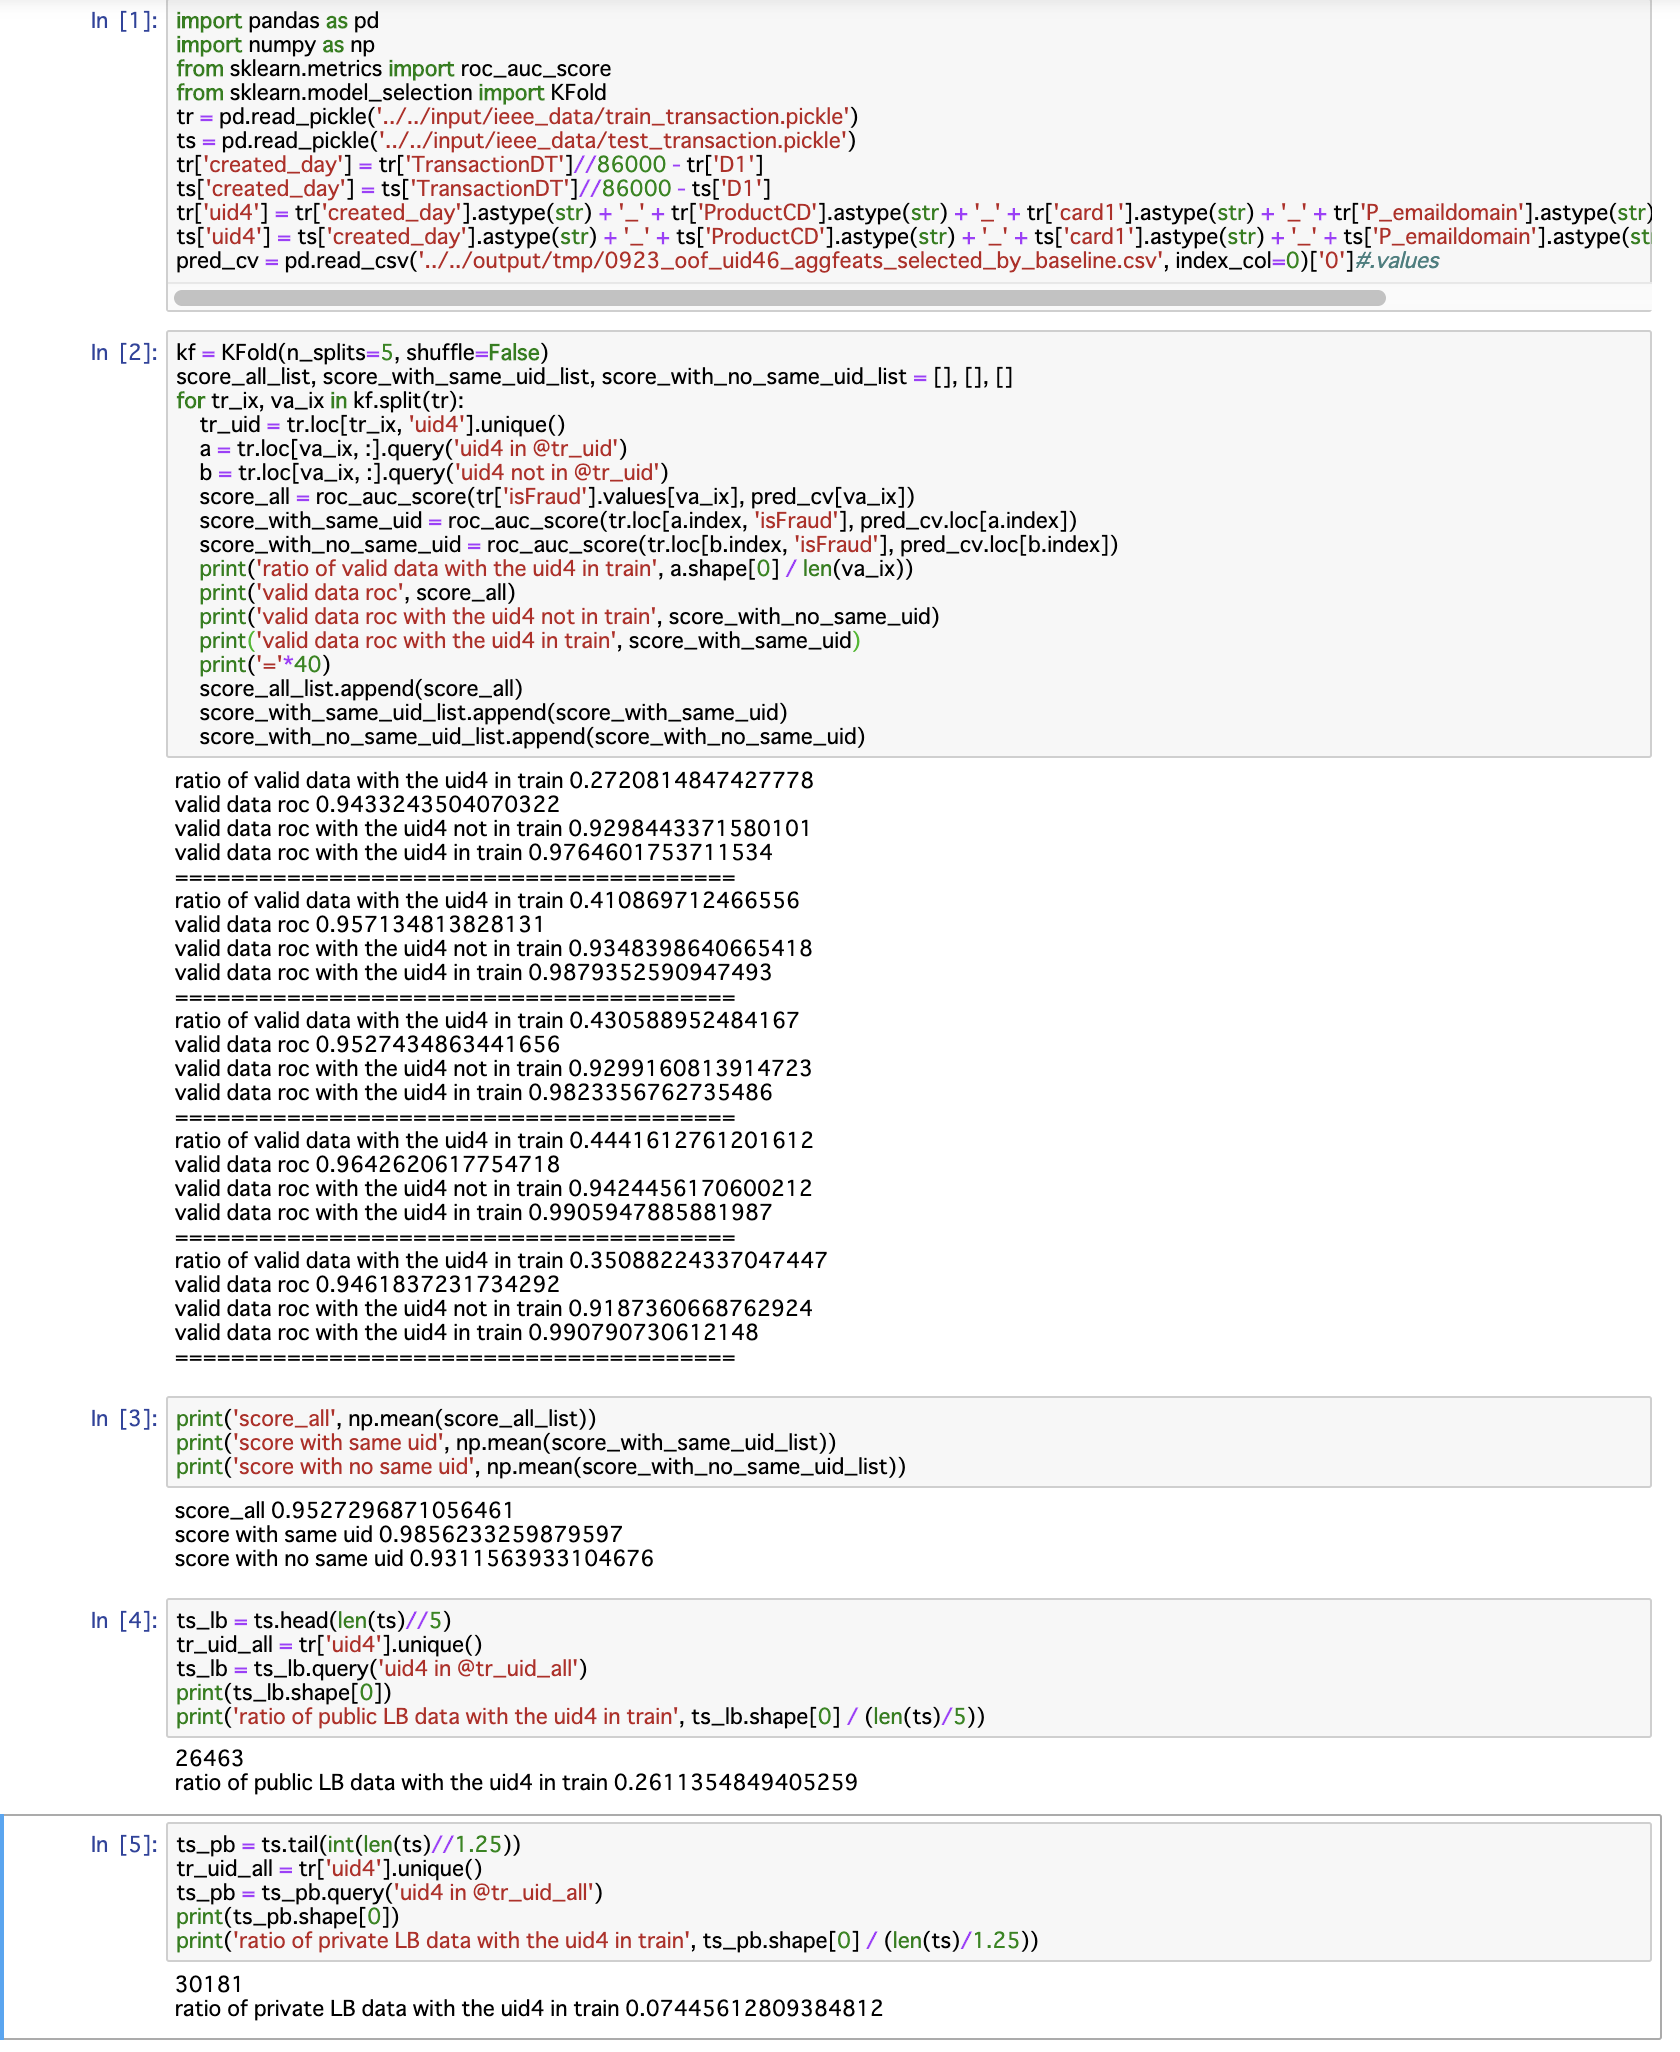 In [1]:
import pandas as pd
import numpy as np
from sklearn.metrics import roc_auc_score
from sklearn.model_selection import KFold
tr = pd.read_pickle('../../input/ieee_data/train_transaction.pickle')
ts = pd.read_pickle('../../input/ieee_data/test_transaction.pickle')
tr['created_day'] = tr['TransactionDT']//86000 - tr['D1']
ts['created_day'] = ts['TransactionDT']//86000 - ts['D1']
tr['uid4'] = tr['created_day'].astype(str) + '_' + tr['ProductCD'].astype(str) + '_' + tr['card1'].astype(str) + '_' + tr['P_emaildomain'].astype(str)
ts['uid4'] = ts['created_day'].astype(str) + '_' + ts['ProductCD'].astype(str) + '_' + ts['card1'].astype(str) + '_' + ts['P_emaildomain'].astype(st
pred_cv = pd.read_csv('../../output/tmp/0923_oof_uid46_aggfeats_selected_by_baseline.csv', index_col=0)['0']#.values
In [2]:
kf = KFold(n_splits=5, shuffle=False)
score_all_list, score_with_same_uid_list, score_with_no_same_uid_list = [], [], []
for tr_ix, va_ix in kf.split(tr):
    tr_uid = tr.loc[tr_ix, 'uid4'].unique()
    a = tr.loc[va_ix, :].query('uid4 in @tr_uid')
    b = tr.loc[va_ix, :].query('uid4 not in @tr_uid')
    score_all = roc_auc_score(tr['isFraud'].values[va_ix], pred_cv[va_ix])
    score_with_same_uid = roc_auc_score(tr.loc[a.index, 'isFraud'], pred_cv.loc[a.index])
    score_with_no_same_uid = roc_auc_score(tr.loc[b.index, 'isFraud'], pred_cv.loc[b.index])
    print('ratio of valid data with the uid4 in train', a.shape[0] / len(va_ix))
    print('valid data roc', score_all)
    print('valid data roc with the uid4 not in train', score_with_no_same_uid)
    print('valid data roc with the uid4 in train', score_with_same_uid)
    print('='*40)
    score_all_list.append(score_all)
    score_with_same_uid_list.append(score_with_same_uid)
    score_with_no_same_uid_list.append(score_with_no_same_uid)
ratio of valid data with the uid4 in train 0.2720814847427778
valid data roc 0.9433243504070322
valid data roc with the uid4 not in train 0.9298443371580101
valid data roc with the uid4 in train 0.9764601753711534
========================================
ratio of valid data with the uid4 in train 0.410869712466556
valid data roc 0.957134813828131
valid data roc with the uid4 not in train 0.9348398640665418
valid data roc with the uid4 in train 0.9879352590947493
========================================
ratio of valid data with the uid4 in train 0.430588952484167
valid data roc 0.9527434863441656
valid data roc with the uid4 not in train 0.9299160813914723
valid data roc with the uid4 in train 0.9823356762735486
========================================
ratio of valid data with the uid4 in train 0.4441612761201612
valid data roc 0.9642620617754718
valid data roc with the uid4 not in train 0.9424456170600212
valid data roc with the uid4 in train 0.9905947885881987
========================================
ratio of valid data with the uid4 in train 0.35088224337047447
valid data roc 0.9461837231734292
valid data roc with the uid4 not in train 0.9187360668762924
valid data roc with the uid4 in train 0.990790730612148
========================================
In [3]:
print('score_all', np.mean(score_all_list))
print('score with same uid', np.mean(score_with_same_uid_list))
print('score with no same uid', np.mean(score_with_no_same_uid_list))
score_all 0.9527296871056461
score with same uid 0.9856233259879597
score with no same uid 0.9311563933104676
In [4]:
ts_lb = ts.head(len(ts)//5)
tr_uid_all = tr['uid4'].unique()
ts_lb = ts_lb.query('uid4 in @tr_uid_all')
print(ts_lb.shape[0])
print('ratio of public LB data with the uid4 in train', ts_lb.shape[0] / (len(ts)/5))
26463
ratio of public LB data with the uid4 in train 0.2611354849405259
In [5]:
ts_pb = ts.tail(int(len(ts)//1.25))
tr_uid_all = tr['uid4'].unique()
ts_pb = ts_pb.query('uid4 in @tr_uid_all')
print(ts_pb.shape[0])
print('ratio of private LB data with the uid4 in train', ts_pb.shape[0] / (len(ts)/1.25))
30181
ratio of private LB data with the uid4 in train 0.07445612809384812